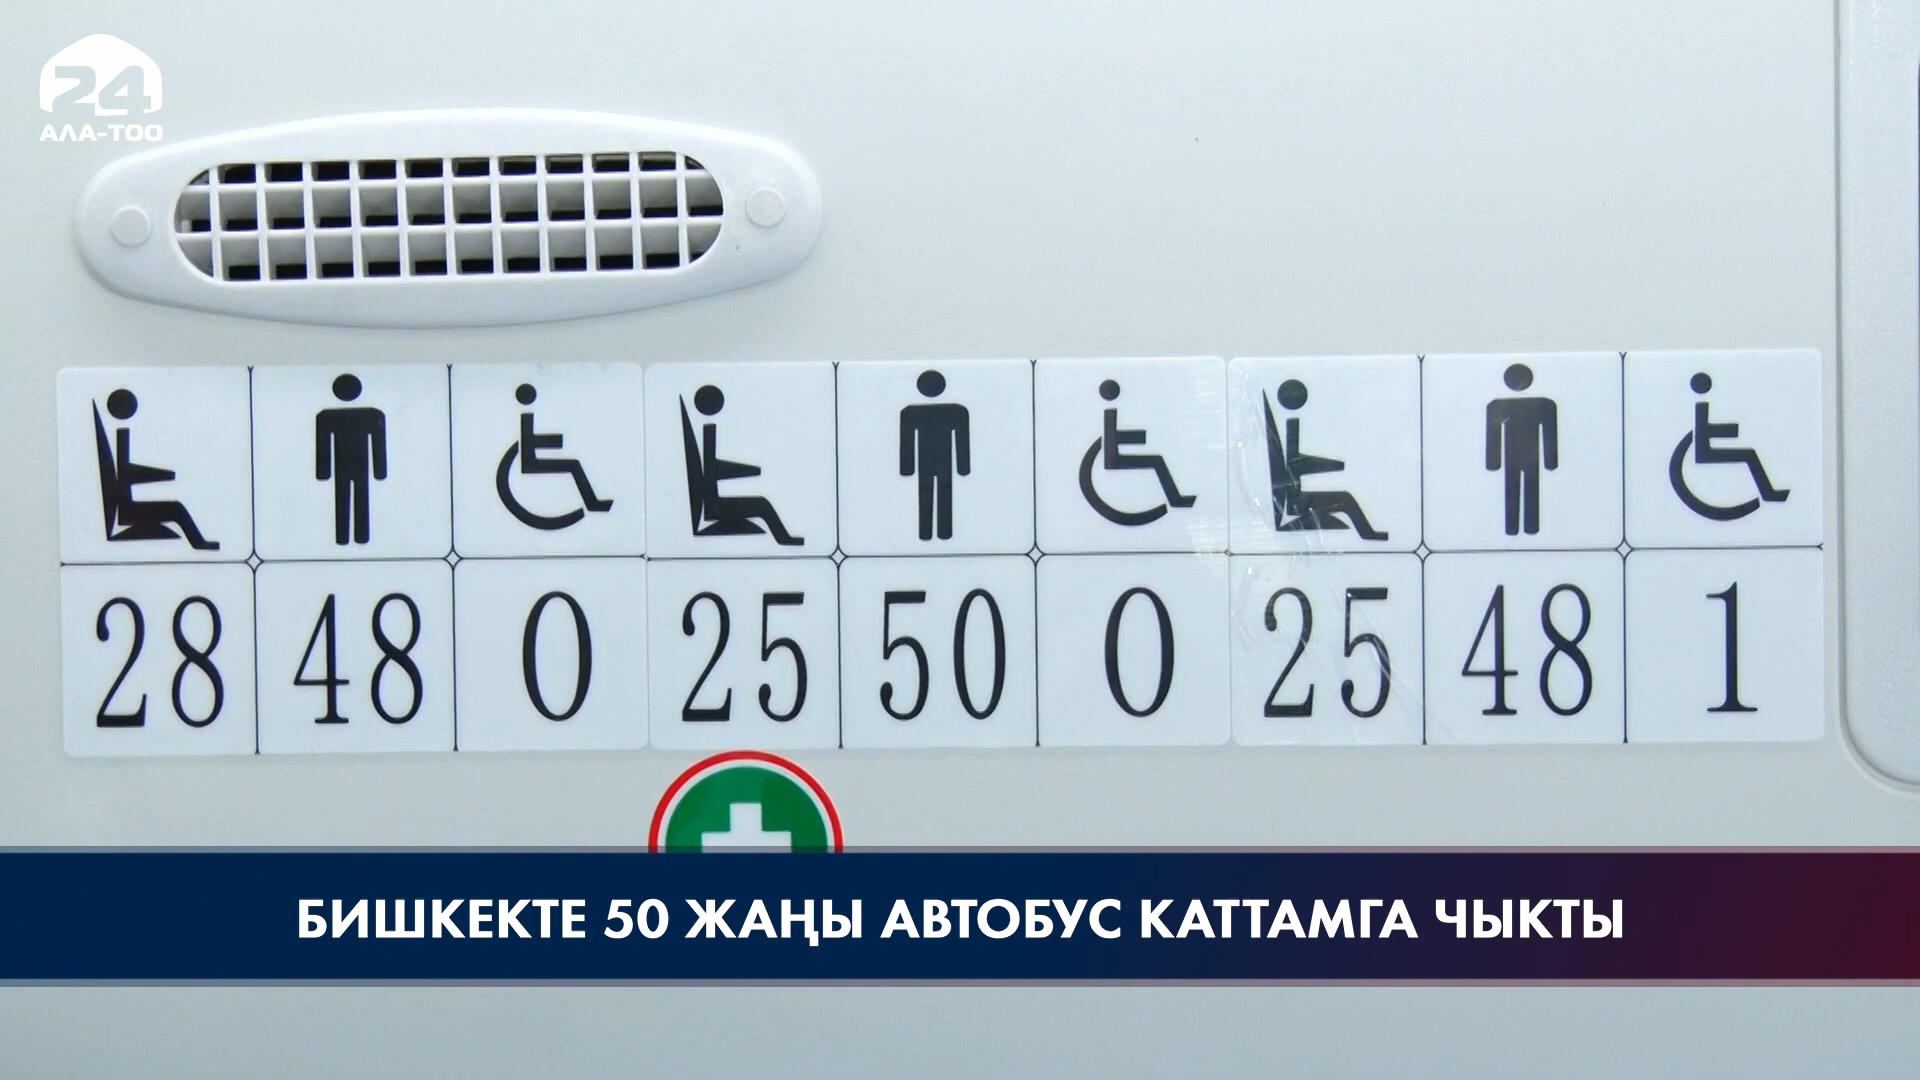 24
АЛА-ТОО
28 48 0 25 50 0 25 48 1
БИШКЕКТЕ 50 ЖАҢЫ АВТОБУС КАТТАМГА ЧЫКТЫ